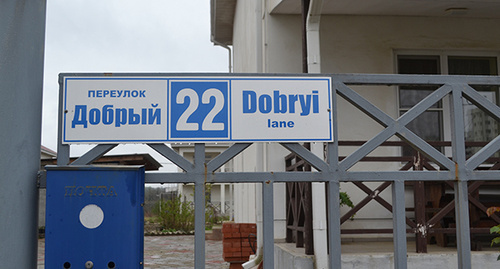 ПЕРЕУЛОК
Добрый
22
Dobryi
lane
ПОЧТА